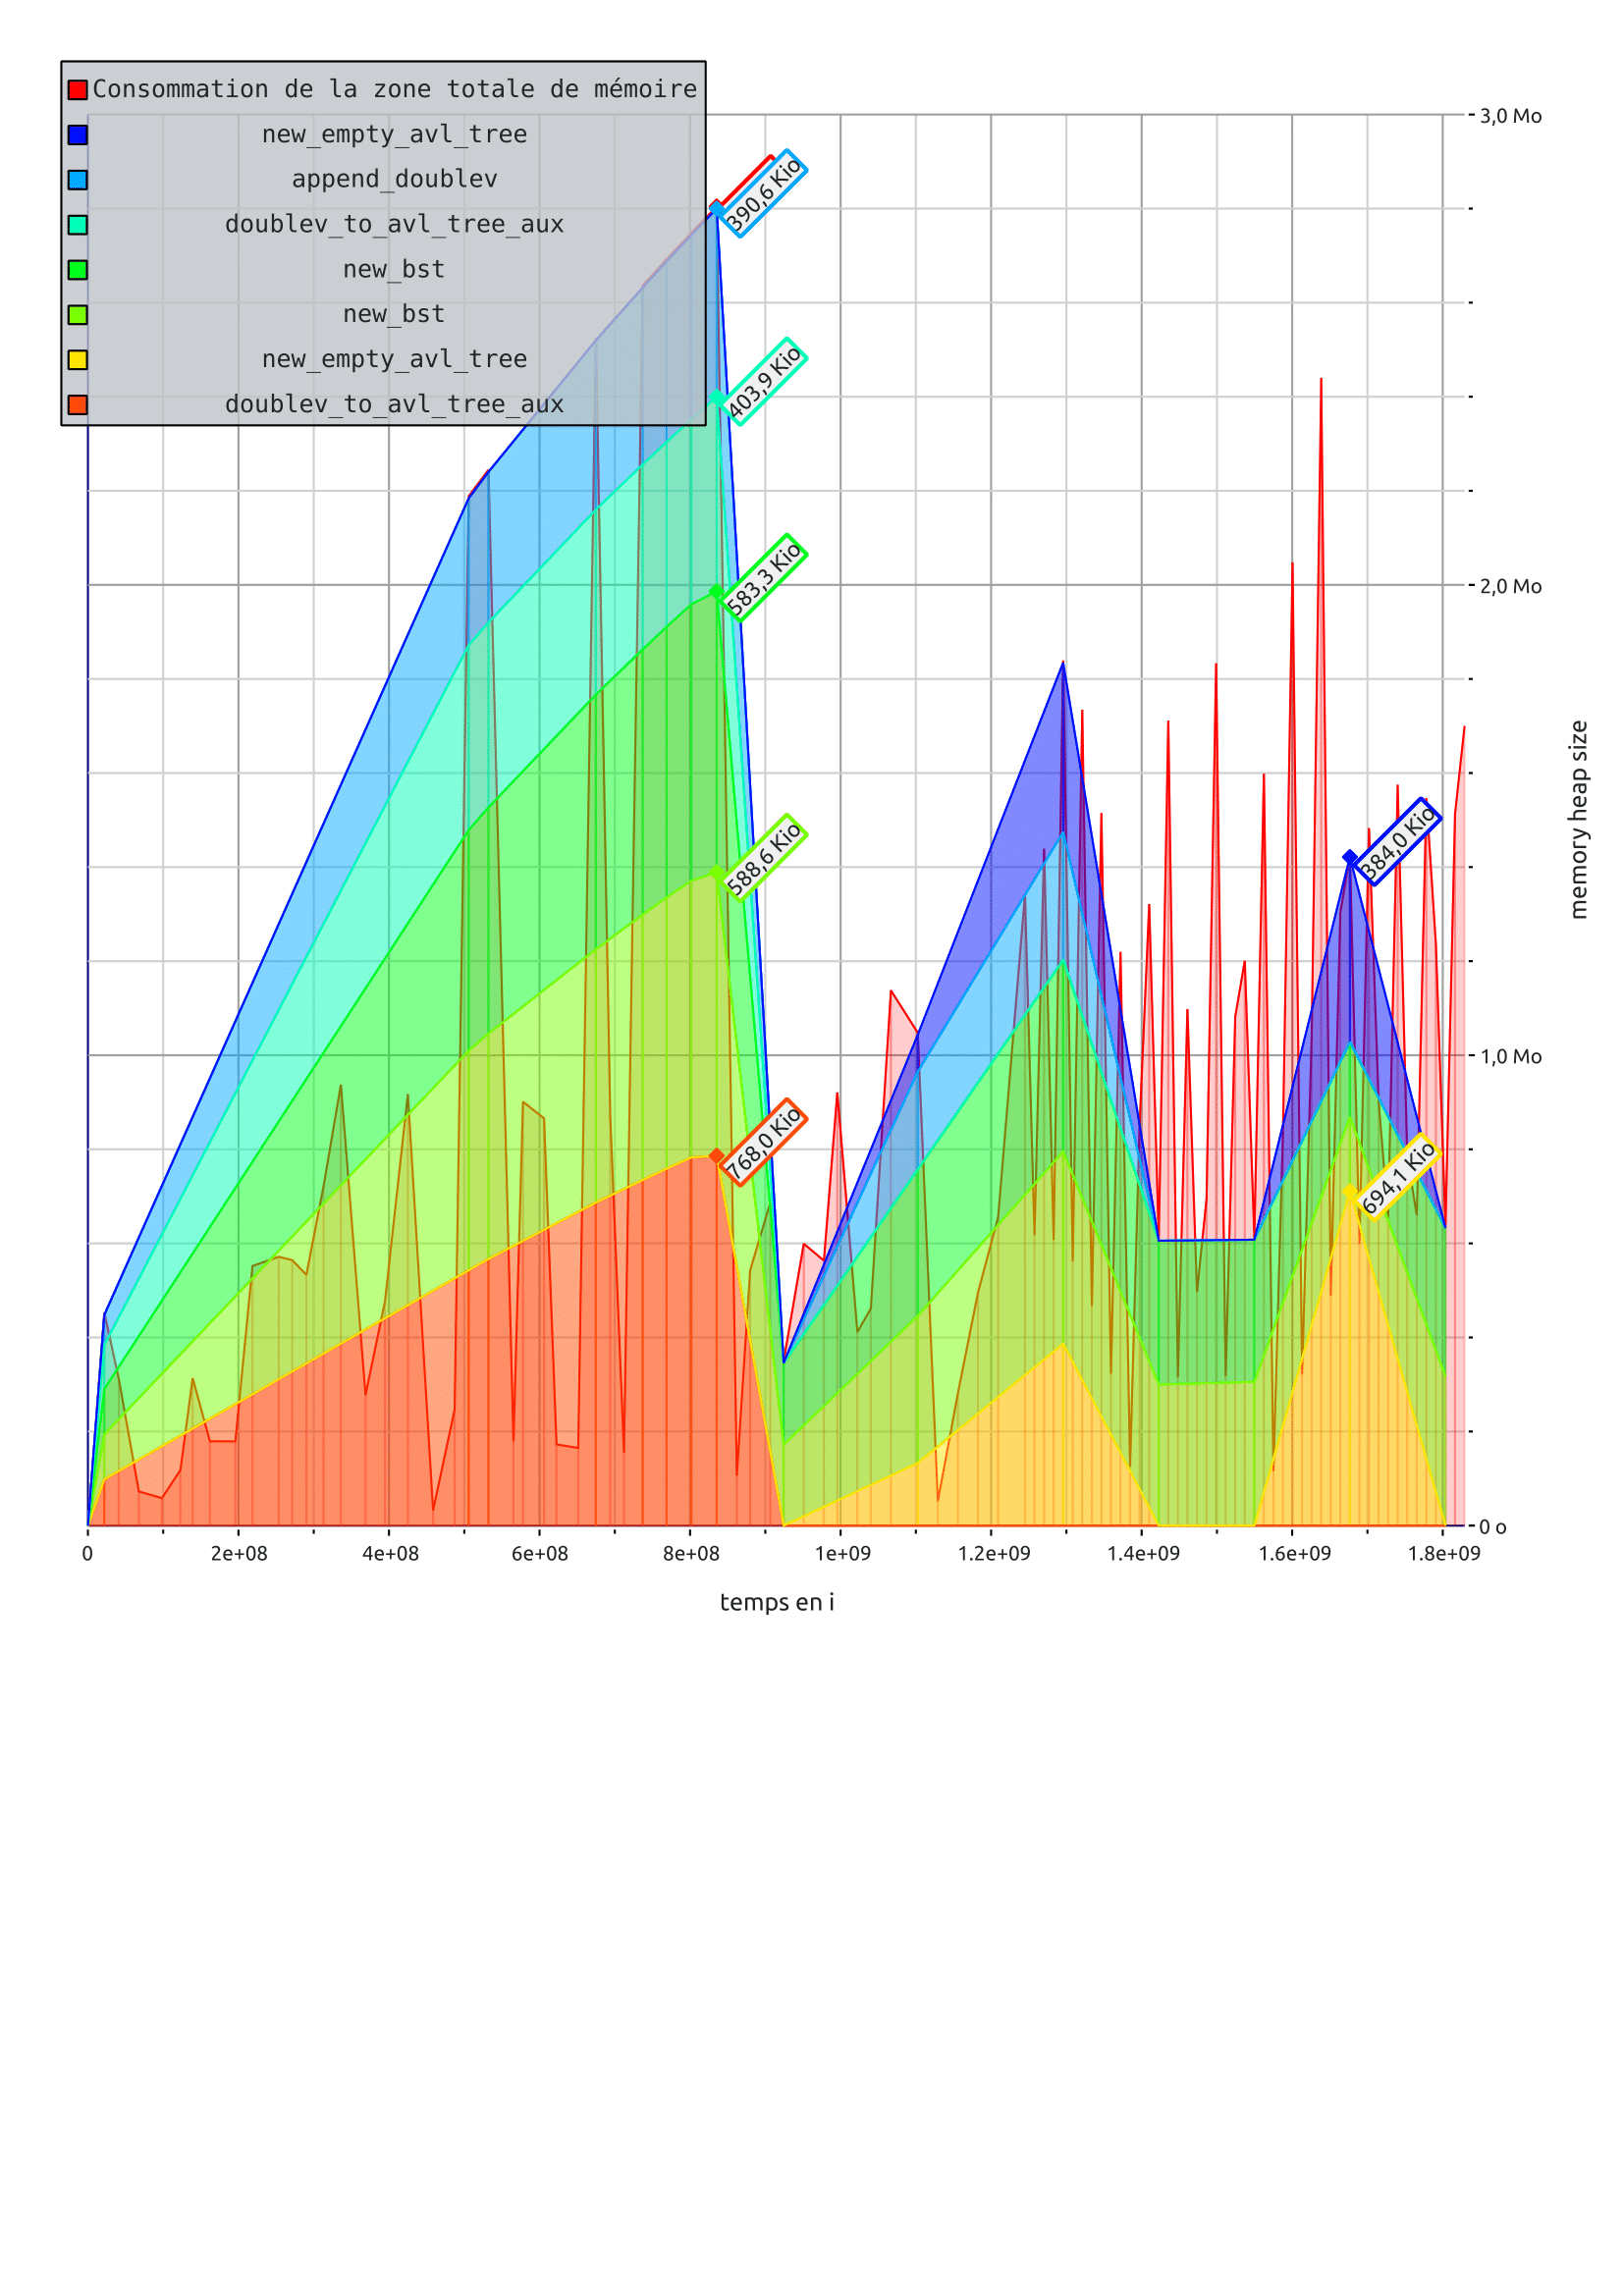 Consommation de la zone totale de mémoire
new_empty_avl_tree
append_doublev
doublev_to_avl_tree_aux
new_bst
new_bst
new_empty_avl_tree
doublev_to_avl_tree_aux
390,6 Kio
403,9 Kio
583,3 Kio
588,6 Kio
768,0 Kio
384,0 Kio
694,1 Kio
3,0 Mo
2,0 Mo
1,0 Mo
0 o
memory heap size
0
2e+08
4e+08
6e+08
8e+08
1e+09
1.2e+09
1.4e+09
1.6e+09
1.8e+09
temps en i